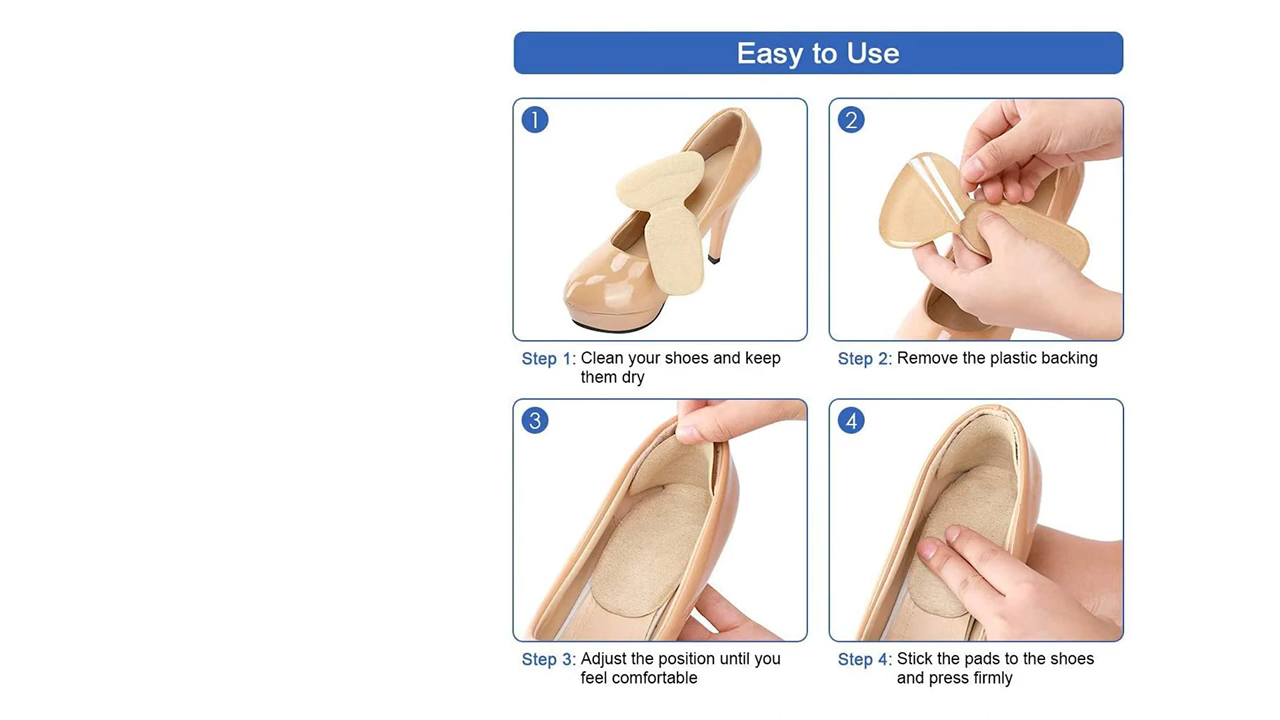 Easy to Use
1
2
Step 1: Clean your shoes and keep
them dry
Step 2: Remove the plastic backing
3
4
Step 3: Adjust the position until you
feel comfortable
Step 4: Stick the pads to the shoes
and press firmly